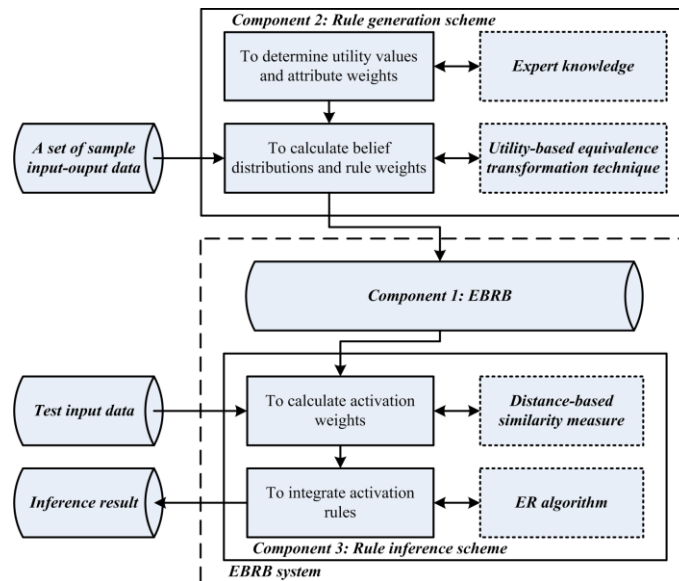 Component 2: Rule generation scheme
To determine utility values
and attribute weights
Expert knowledge
A set of sample
input-ouput data
To calculate belief
distributions and rule weights
Utility-based equivalence
transformation technique
Component 1: EBRB
To calculate activation
weights
Distance-based
similarity measure
Test input data
To integrate activation
rules
ER algorithm
Inference result
Component 3: Rule inference scheme
EBRB system